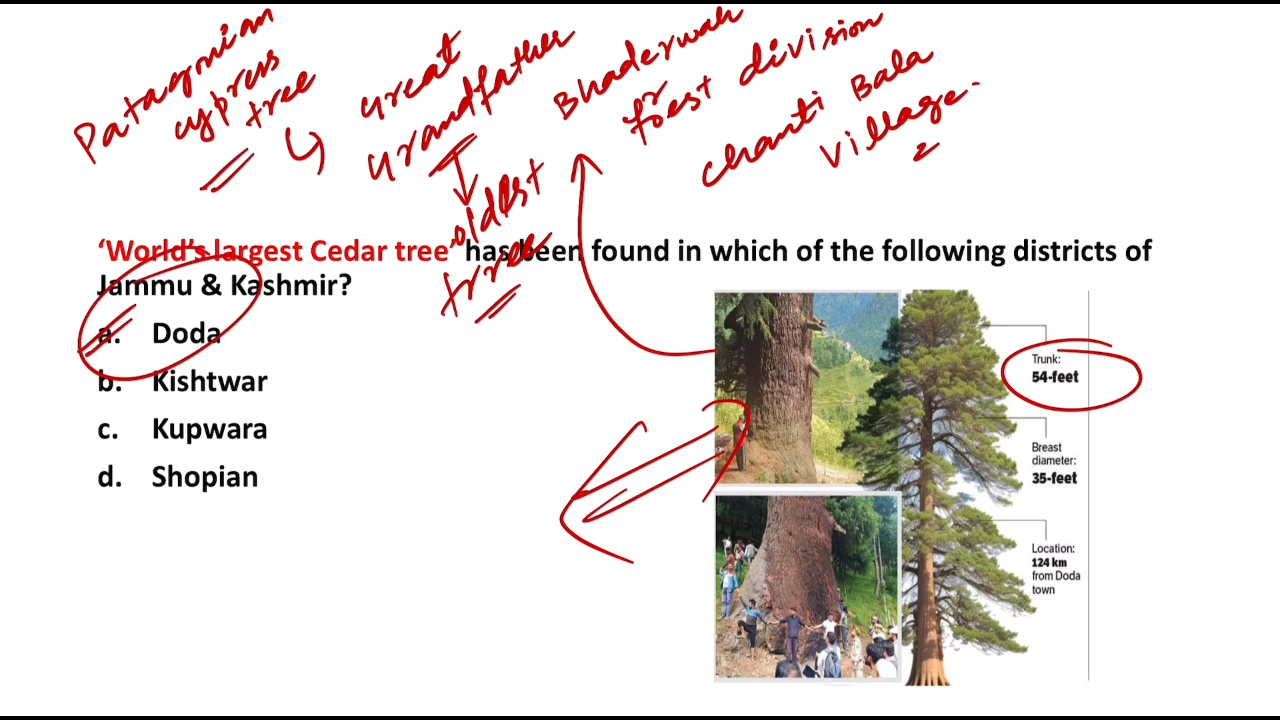 Patagonian
cypress
tree
Great
Grandfather
oldest
tree
Bhaderwah
forest division
Chanti Bala
Village
‘World’s largest Cedar tree’ has been found in which of the following districts of
Jammu & Kashmir?
a. Doda
b. Kishtwar
c. Kupwara
d. Shopian
Trunk:
54-feet
Breast
diameter:
35-feet
Location:
124 km
from Doda
town